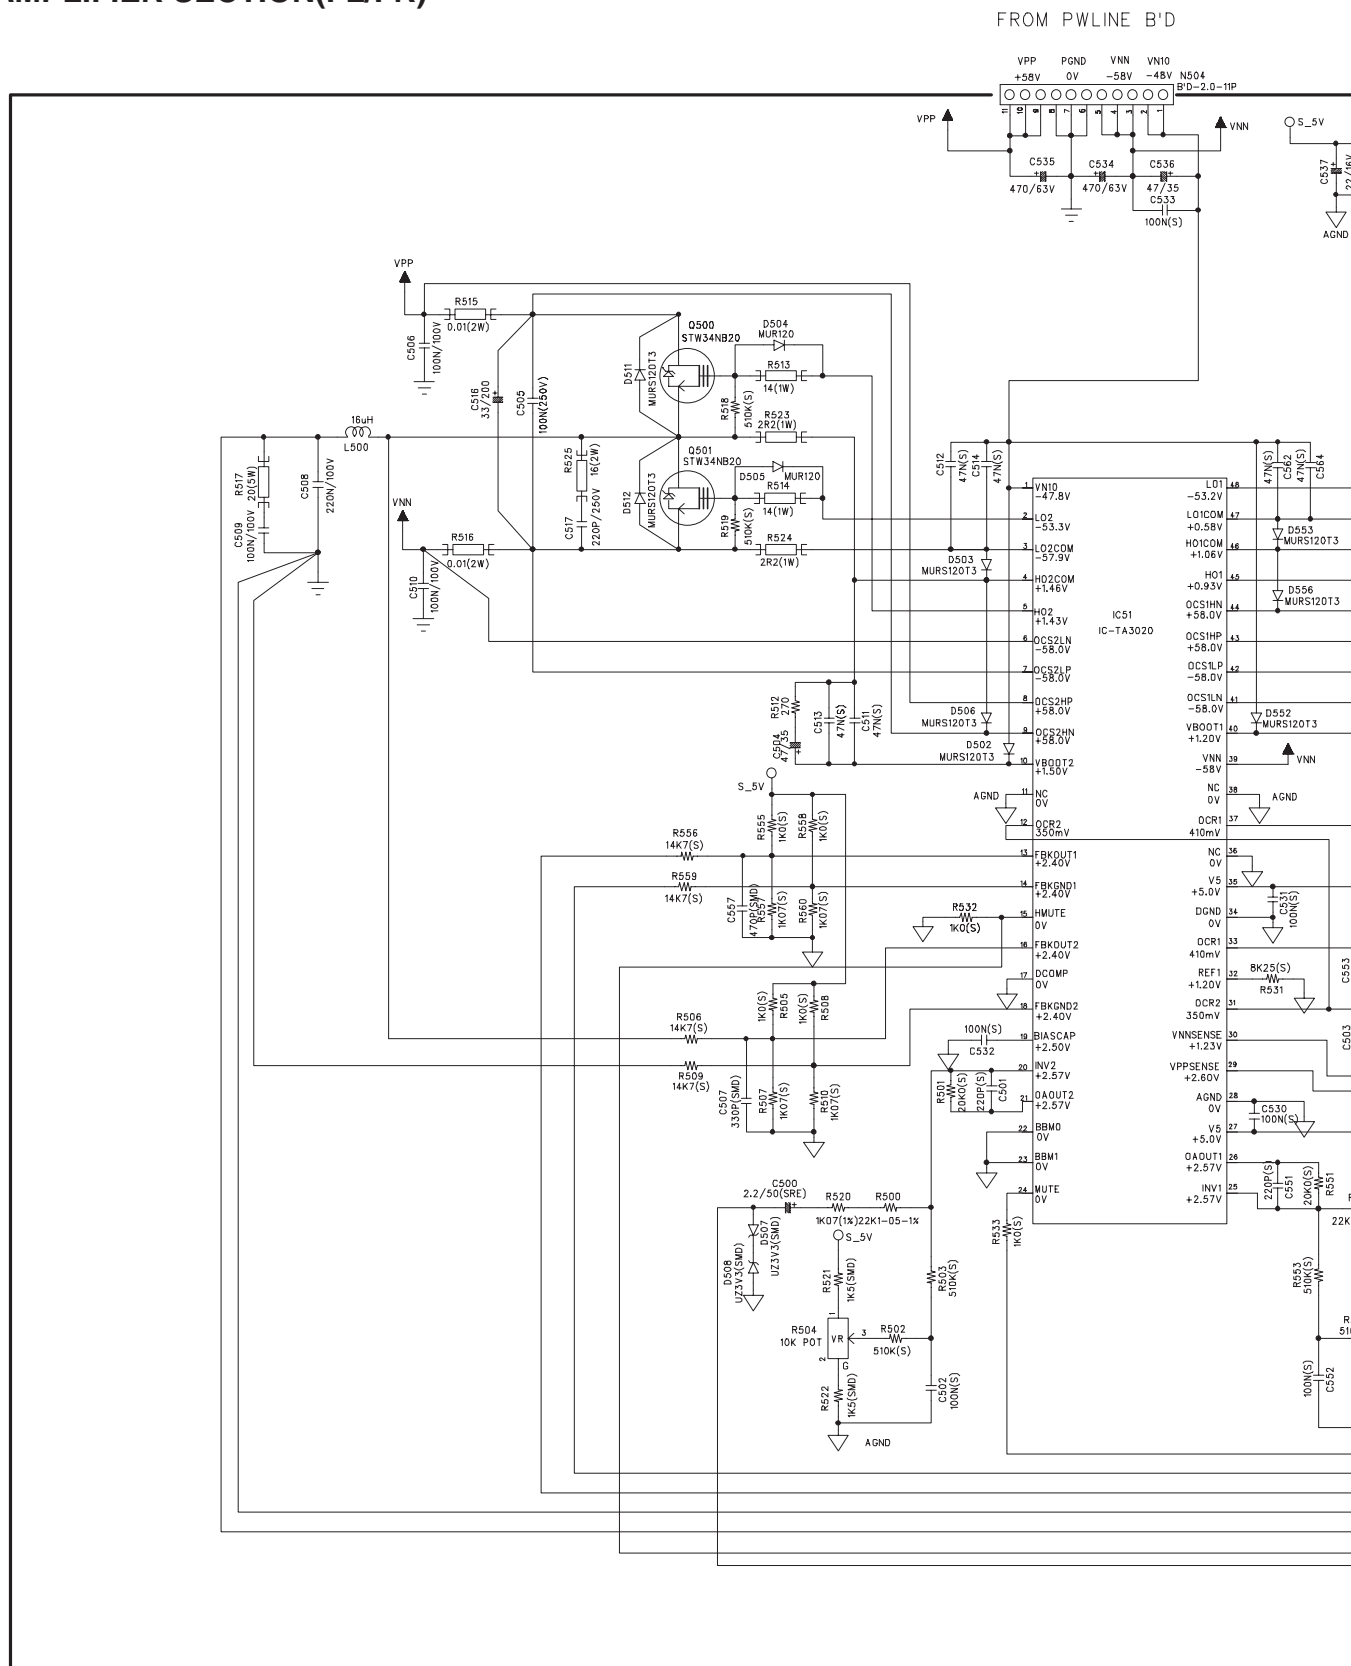 FROM PWLINE B'D
VPP PGND VNN VN10
+58V 0V -58V -48V N504
B'D-2.0-11P
11 10 9 8 7 6 5 4 3 2 1
VPP
VNN
S_5V
C535
470/63V
C534
470/63V
C536
47/35
C533
100N(S)
C537
AGND
VPP
R515
0.01(2W)
C506
100N/100V
C516
33/200
C505
100N(250V)
D511
MURS120T3
Q500
STW34NB20
D504
MUR120
R513
14(1W)
R518
510K(S)
R523
2R2(1W)
16uH
L500
R517
20(5W)
C508
220N/100V
C509
100N/100V
VNN
R516
0.01(2W)
C510
100N/100V
R525
16(2W)
C517
220P/250V
D512
MURS120T3
Q501
STW34NB20
D505 MUR120
R514
14(1W)
R519
510K(S)
R524
2R2(1W)
C512
47N(S)
C514
47N(S)
47N(S)
C562
47N(S)
C564
D503
MURS120T3
D506
MURS120T3
D502
MURS120T3
D553
MURS120T3
D556
MURS120T3
D552
MURS120T3
IC51
IC-TA3020
1 VN10
-47.8V
2 LO2
-53.3V
3 LO2COM
-57.9V
4 HO2COM
+1.46V
5 HO2
+1.43V
6 OCS2LN
-58.0V
7 OCS2LP
-58.0V
8 OCS2HP
+58.0V
9 OCS2HN
+58.0V
10 VBOOT2
+1.50V
11 NC
0V
12 OCR2
350mV
13 FBKOUT1
+2.40V
14 FBKGND1
+2.40V
15 HMUTE
0V
16 FBKOUT2
+2.40V
17 DCOMP
0V
18 FBKGND2
+2.40V
19 BIASCAP
+2.50V
20 INV2
+2.57V
21 OAOUT2
+2.57V
22 BBM0
0V
23 BBM1
0V
24 MUTE
0V
LO1 48
-53.2V
LO1COM 47
+0.58V
HO1COM 46
+1.06V
HO1 45
+0.93V
OCS1HN 44
+58.0V
OCS1HP 43
+58.0V
OCS1LP 42
-58.0V
OCS1LN 41
-58.0V
VBOOT1 40
+1.20V
VNN 39
-58V
NC 38
0V
OCR1 37
410mV
NC 36
0V
V5 35
+5.0V
DGND 34
0V
OCR1 33
410mV
REF1 32
+1.20V
OCR2 31
350mV
VNNSENSE 30
+1.23V
VPPSENSE 29
+2.60V
AGND 28
0V
V5 27
+5.0V
OAOUT1 26
+2.57V
INV1 25
+2.57V
VNN
AGND
AGND
R512
270
C504
47/35
C513
47N(S)
C511
47N(S)
S_5V
R555
1K0(S)
R558
1K0(S)
R556
14K7(S)
R559
14K7(S)
C557
470P(SMD)
R557
1K07(S)
R560
1K07(S)
R532
1K0(S)
C531
100N(S)
8K25(S)
R531
C553
C503
R506
14K7(S)
R509
14K7(S)
1K0(S)
R505
1K0(S)
R508
C507
330P(SMD)
R507
1K07(S)
R510
1K07(S)
100N(S)
C532
R501
20K0(S)
220P(S)
C501
C530
100N(S)
220P(S)
C551
20K0(S)
R551
22K
C500
2.2/50(SRE)
R520
1K07(1%)
R500
22K1-05-1%
D507
UZ3V3(SMD)
D508
UZ3V3(SMD)
S_5V
R521
1K5(SMD)
R504
10K POT
VR
1
3
2
G
R502
510K(S)
R503
510K(S)
R522
1K5(SMD)
C502
100N(S)
AGND
R533
1K0(S)
R553
510K(S)
100N(S)
C552